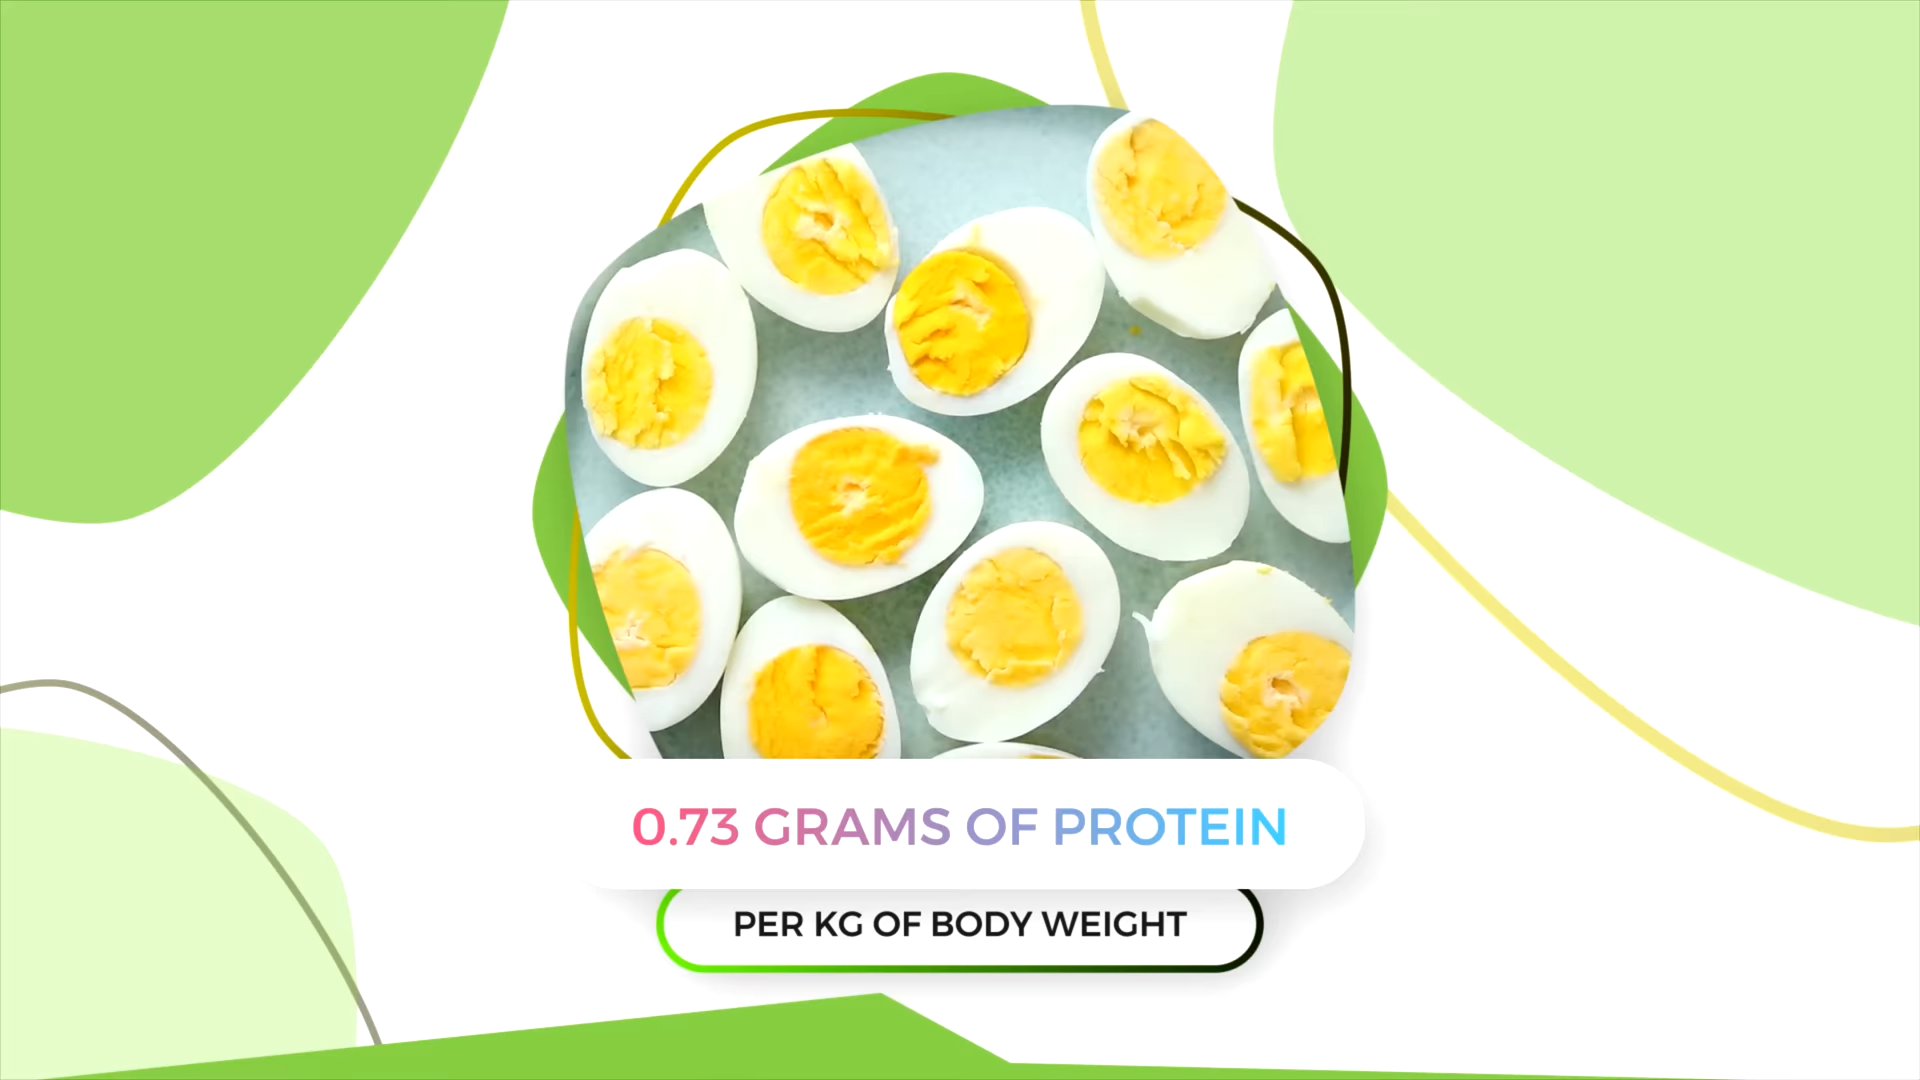 0.73 GRAMS OF PROTEIN
PER KG OF BODY WEIGHT